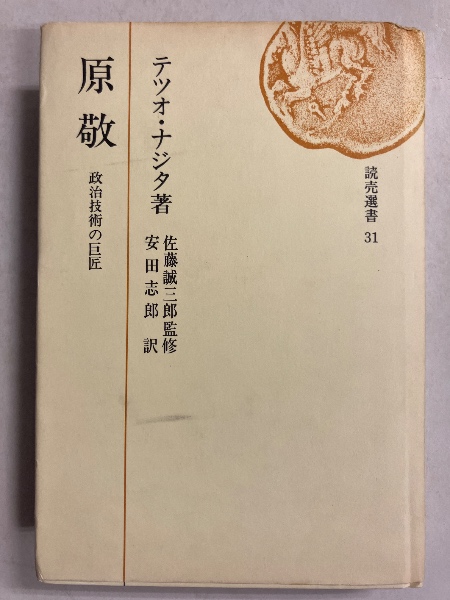 読売選書
31
テツオ・ナジタ著
佐藤誠三郎監修
安田志郎 訳
原敬
政治技術の巨匠